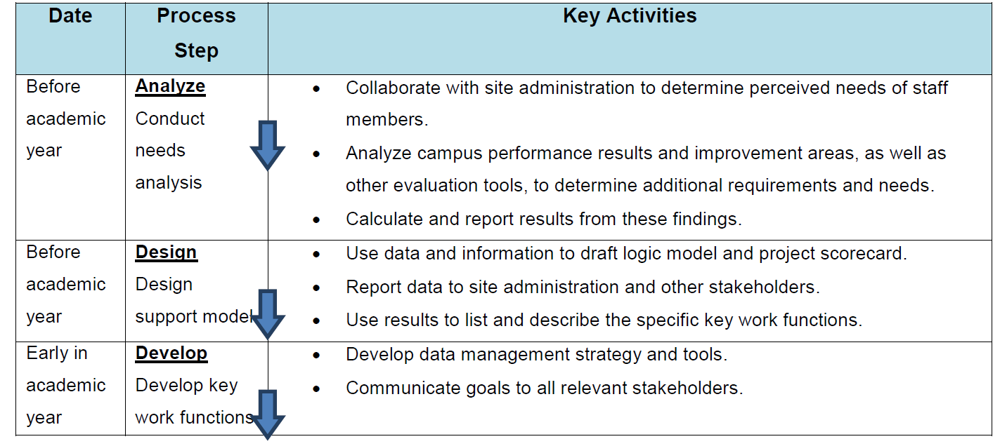 Date
Process
Step
Key Activities
Before
academic
year
Analyze
Conduct
needs
analysis
• Collaborate with site administration to determine perceived needs of staff
members.
• Analyze campus performance results and improvement areas, as well as
other evaluation tools, to determine additional requirements and needs.
• Calculate and report results from these findings.
Before
academic
year
Design
Design
support model
• Use data and information to draft logic model and project scorecard.
• Report data to site administration and other stakeholders.
• Use results to list and describe the specific key work functions.
Early in
academic
year
Develop
Develop key
work functions
• Develop data management strategy and tools.
• Communicate goals to all relevant stakeholders.